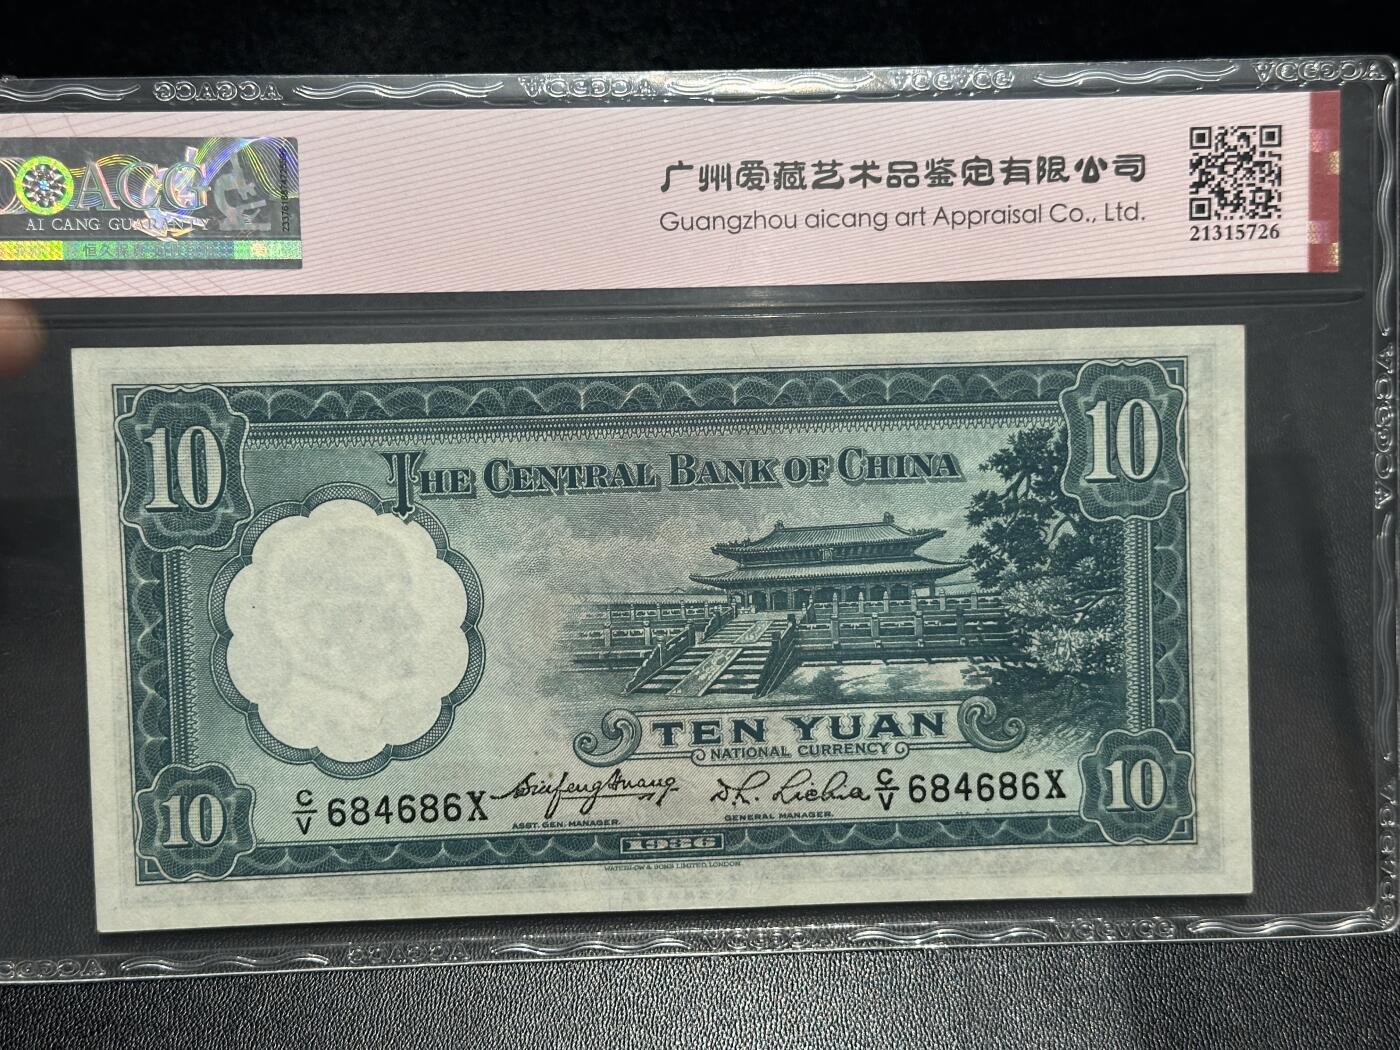 ACG
AI CANG GUARANTY
广州爱藏艺术品鉴定有限公司
Guangzhou aicang art Appraisal Co., Ltd.
21315726
10
10
THE CENTRAL BANK OF CHINA
TEN YUAN
NATIONAL CURRENCY
C/V 684686X
ASST. GEN. MANAGER.
GENERAL MANAGER.
C/V 684686X
10
10
1936
WATERLOW & SONS LIMITED, LONDON